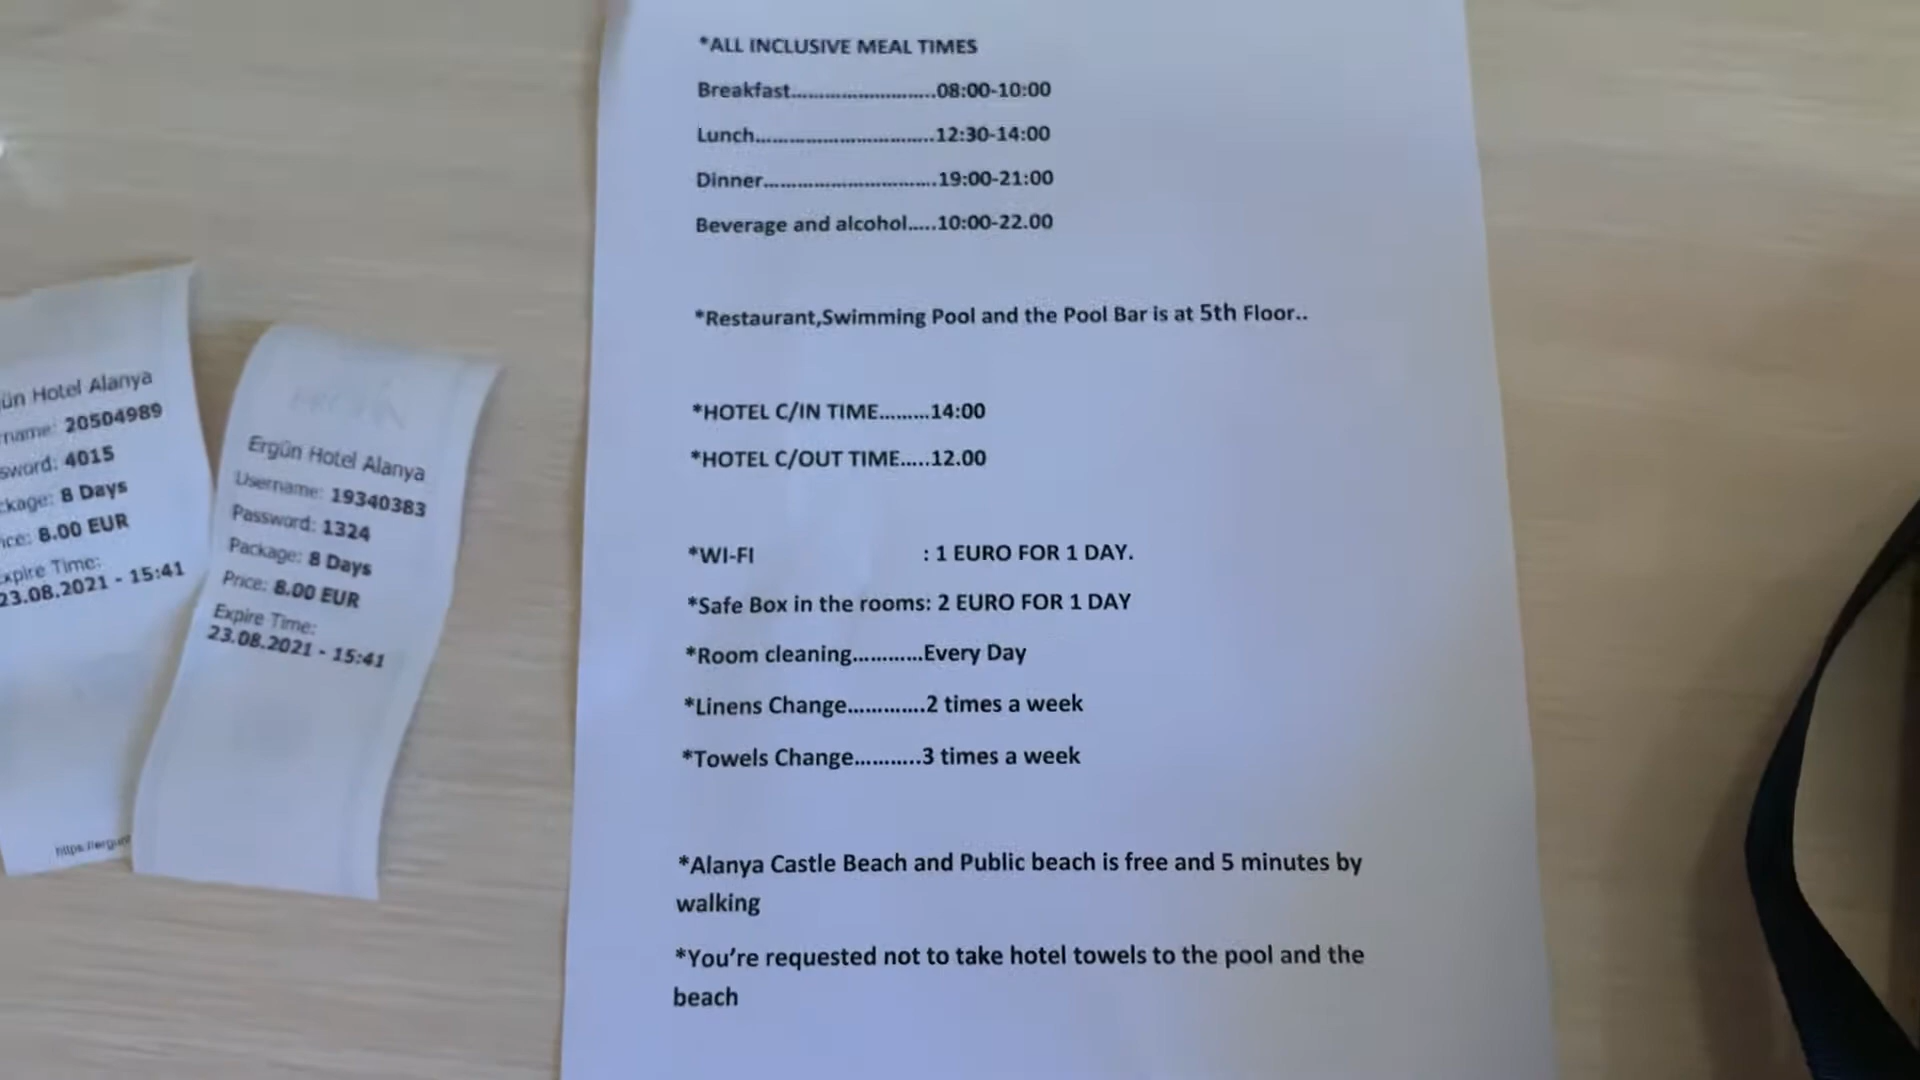 *ALL INCLUSIVE MEAL TIMES
Breakfast..........................08:00-10:00
Lunch................................12:30-14:00
Dinner...............................19:00-21:00
Beverage and alcohol.....10:00-22.00
*Restaurant,Swimming Pool and the Pool Bar is at 5th Floor..
*HOTEL C/IN TIME.........14:00
*HOTEL C/OUT TIME.....12.00
*WI-FI : 1 EURO FOR 1 DAY.
*Safe Box in the rooms: 2 EURO FOR 1 DAY
*Room cleaning............Every Day
*Linens Change.............2 times a week
*Towels Change...........3 times a week
*Alanya Castle Beach and Public beach is free and 5 minutes by
walking
*You're requested not to take hotel towels to the pool and the
beach
ün Hotel Alanya
name: 20504989
sword: 4015
ckage: 8 Days
ice: 8.00 EUR
xpire Time:
23.08.2021 - 15:41
Ergün Hotel Alanya
Username: 19340383
Password: 1324
Package: 8 Days
Price: 8.00 EUR
Expire Time:
23.08.2021 - 15:41